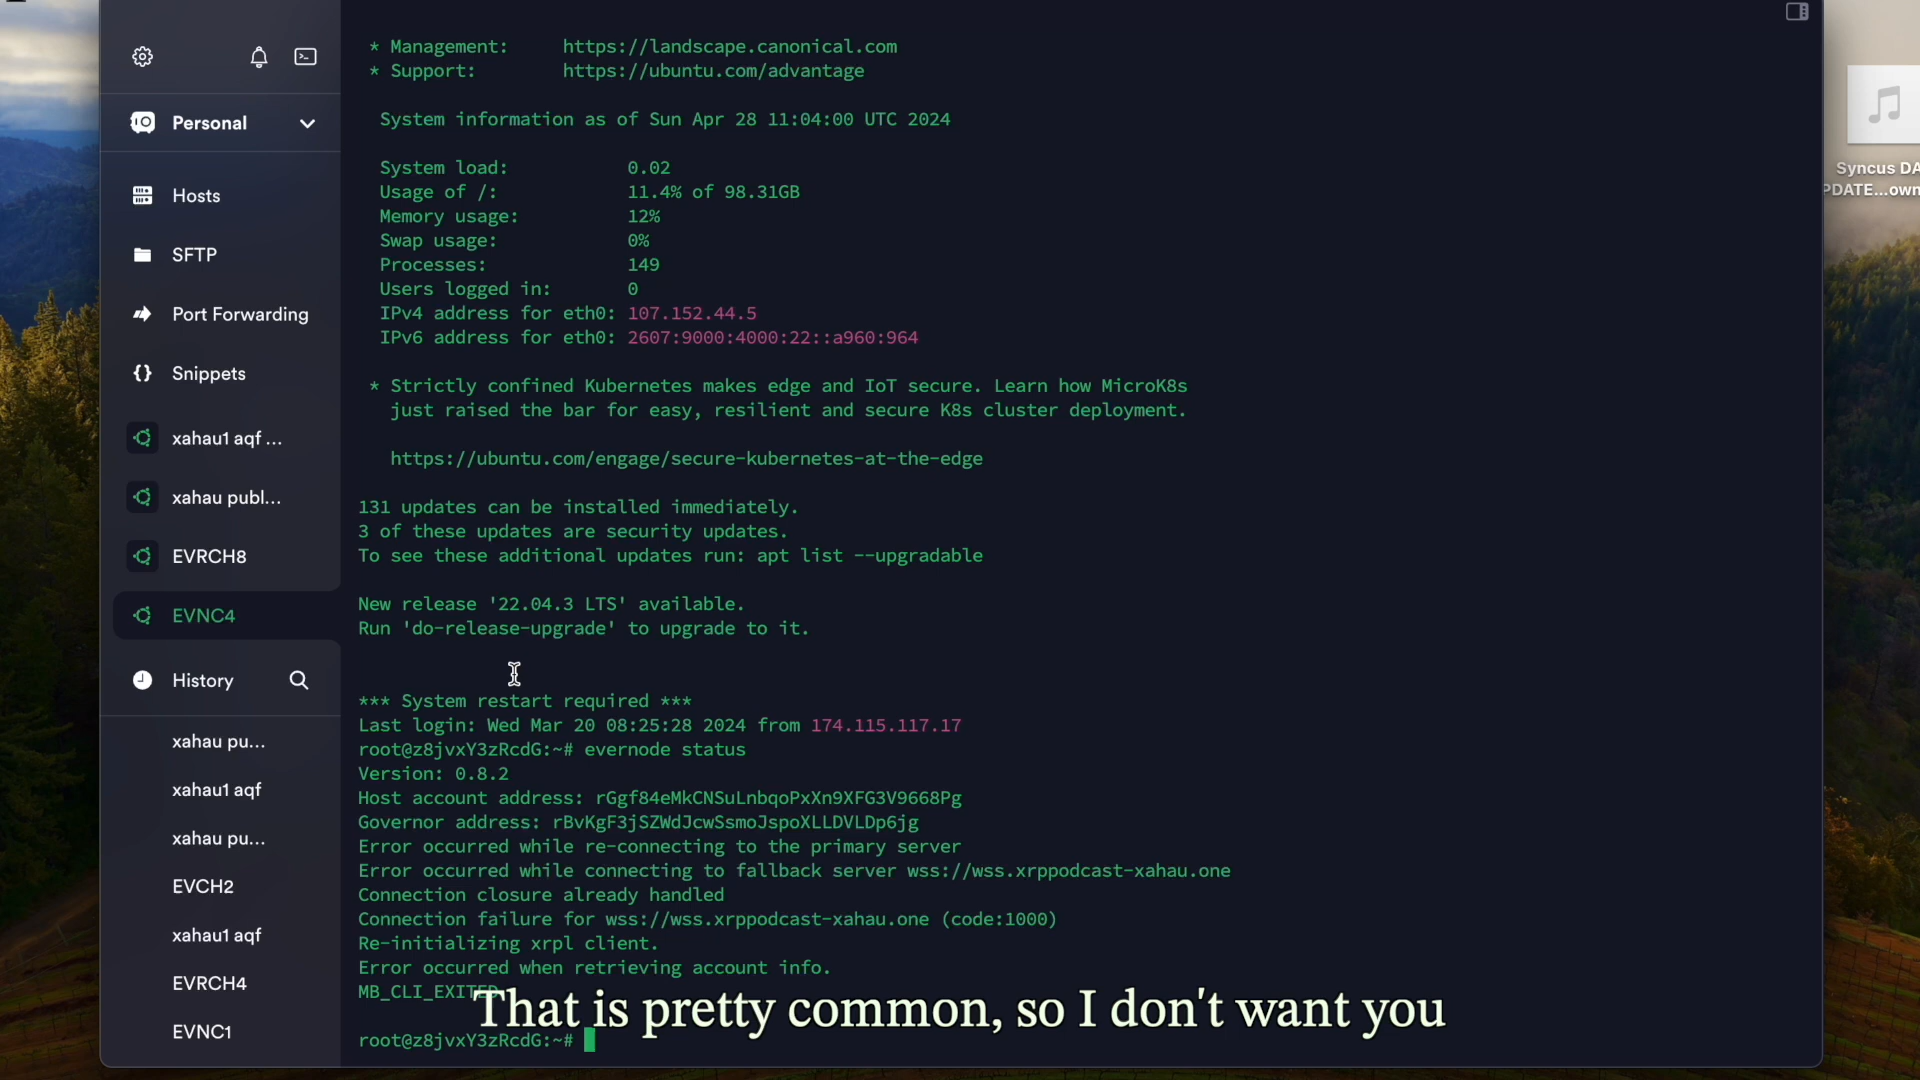 Personal
Hosts
SFTP
Port Forwarding
Snippets
xahau1 aqf ...
xahau publ...
EVRCH8
EVNC4
History
xahau pu...
xahau1 aqf
xahau pu...
EVCH2
xahau1 aqf
EVRCH4
EVNC1
* Management: https://landscape.canonical.com
* Support: https://ubuntu.com/advantage
System information as of Sun Apr 28 11:04:00 UTC 2024
System load: 0.02
Usage of /: 11.4% of 98.31GB
Memory usage: 12%
Swap usage: 0%
Processes: 149
Users logged in: 0
IPv4 address for eth0: 107.152.44.5
IPv6 address for eth0: 2607:9000:4000:22::a960:964
* Strictly confined Kubernetes makes edge and IoT secure. Learn how MicroK8s
just raised the bar for easy, resilient and secure K8s cluster deployment.
https://ubuntu.com/engage/secure-kubernetes-at-the-edge
131 updates can be installed immediately.
3 of these updates are security updates.
To see these additional updates run: apt list --upgradable
New release '22.04.3 LTS' available.
Run 'do-release-upgrade' to upgrade to it.
*** System restart required ***
Last login: Wed Mar 20 08:25:28 2024 from 174.115.117.17
root@z8jvxY3zRcdG:~# evernode status
Version: 0.8.2
Host account address: rGgf84eMkCNSuLnbqoPxXn9XFG3V9668Pg
Governor address: rBvKgF3jSZWdJcwSsmoJspoXLLDVLDp6jg
Error occurred while re-connecting to the primary server
Error occurred while connecting to fallback server wss://wss.xrppodcast-xahau.one
Connection closure already handled
Connection failure for wss://wss.xrppodcast-xahau.one (code:1000)
Re-initializing xrpl client.
Error occurred when retrieving account info.
MB_CLI_EXITED
That is pretty common, so I don't want you
root@z8jvxY3zRcdG:~#
Syncus DA
PDATE...own